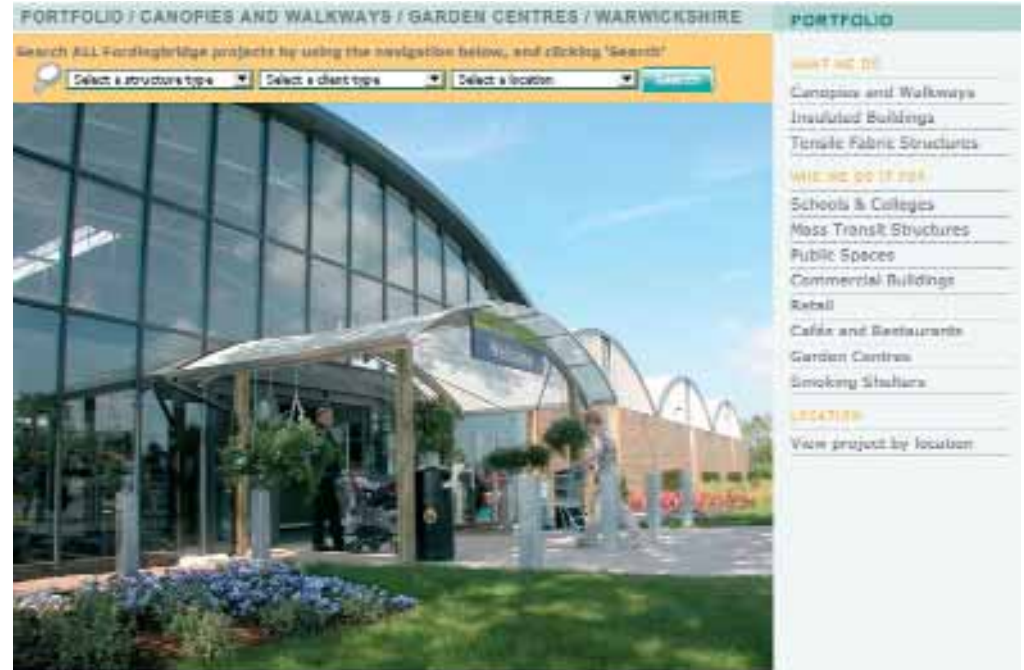 PORTFOLIO / CANOPIES AND WALKWAYS / GARDEN CENTRES / WARWICKSHIRE
Search ALL Fordingbridge projects by using the navigation below, and clicking 'Search'
Select a structure type
Select a client type
Select a location
Search
PORTFOLIO
WHAT WE DO
Canopies and Walkways
Insulated Buildings
Tensile Fabric Structures
WHO WE DO IT FOR
Schools & Colleges
Mass Transit Structures
Public Spaces
Commercial Buildings
Retail
Cafés and Restaurants
Garden Centres
Smoking Shelters
LOCATION
View project by location